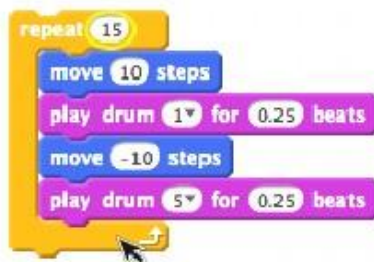 repeat 15
move 10 steps
play drum 1 for 0.25 beats
move -10 steps
play drum 5 for 0.25 beats